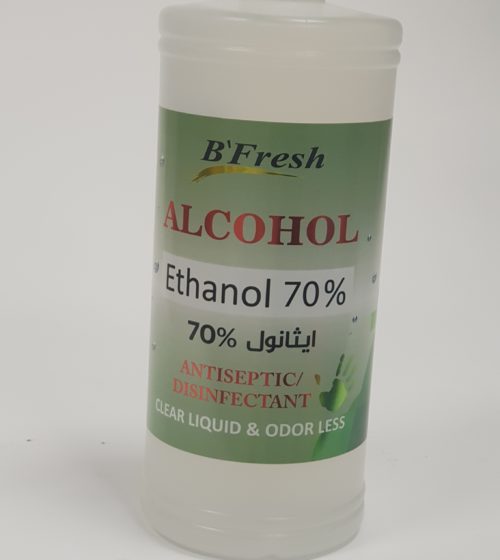 B`Fresh
ALCOHOL
Ethanol 70%
ايثانول 70%
ANTISEPTIC/
DISINFECTANT
CLEAR LIQUID & ODOR LESS